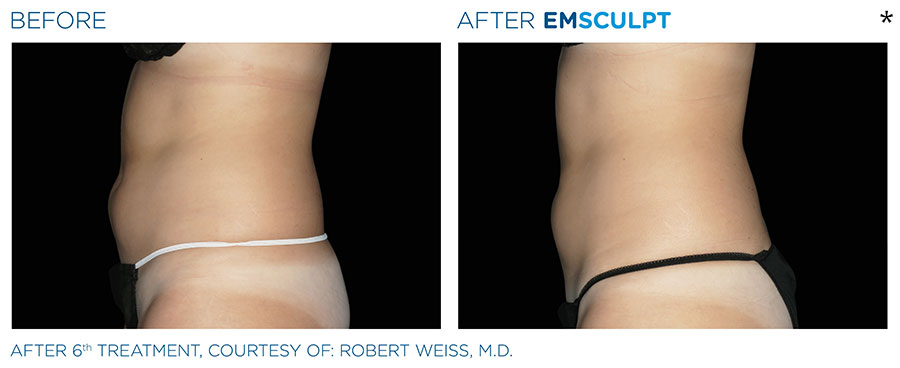 BEFORE
AFTER EMSCULPT *
AFTER 6th TREATMENT, COURTESY OF: ROBERT WEISS, M.D.